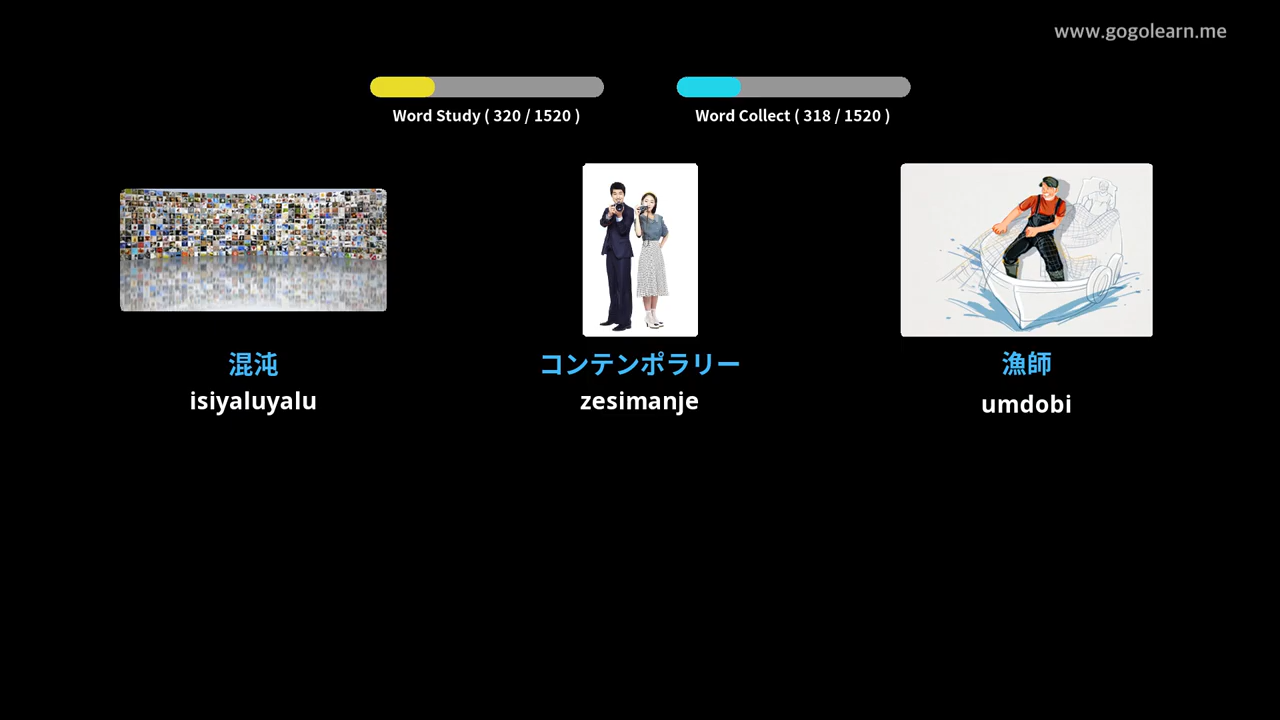 www.gogolearn.me
Word Study ( 320 / 1520 )
Word Collect ( 318 / 1520 )
混沌
isiyaluyalu
コンテンポラリー
zesimanje
漁師
umdobi